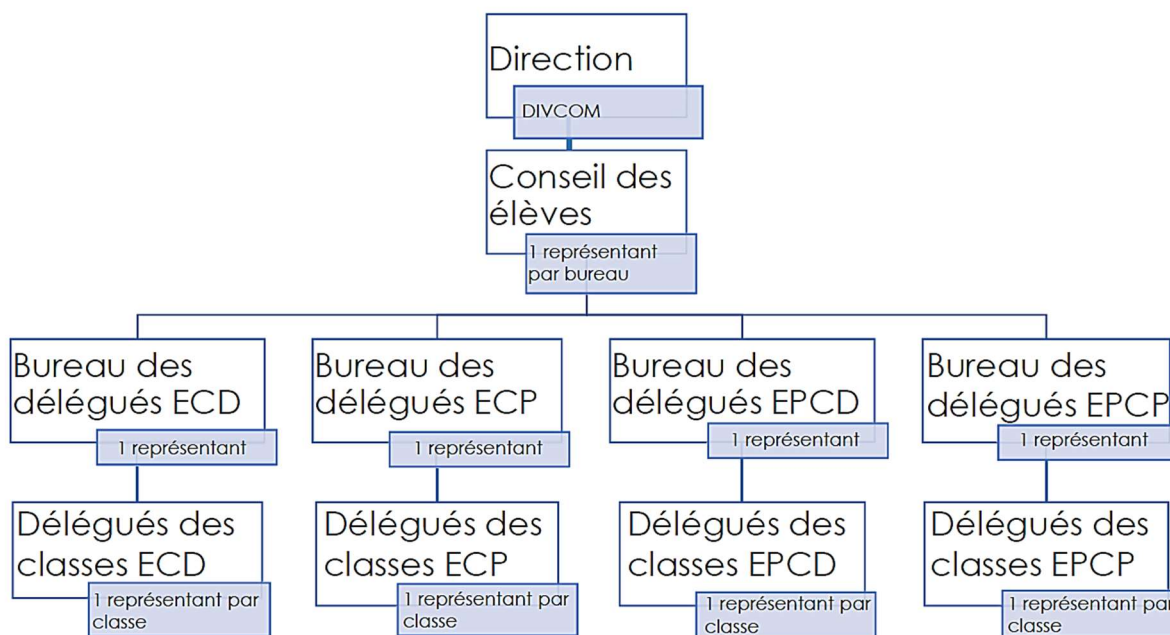 Direction
DIVCOM
Conseil des
élèves
1 représentant
par bureau
Bureau des
délégués ECD
1 représentant
Bureau des
délégués ECP
1 représentant
Bureau des
délégués EPCD
1 représentant
Bureau des
délégués EPCP
1 représentant
Délégués des
classes ECD
1 représentant par
classe
Délégués des
classes ECP
1 représentant par
classe
Délégués des
classes EPCD
1 représentant par
classe
Délégués des
classes EPCP
1 représentant par
classe